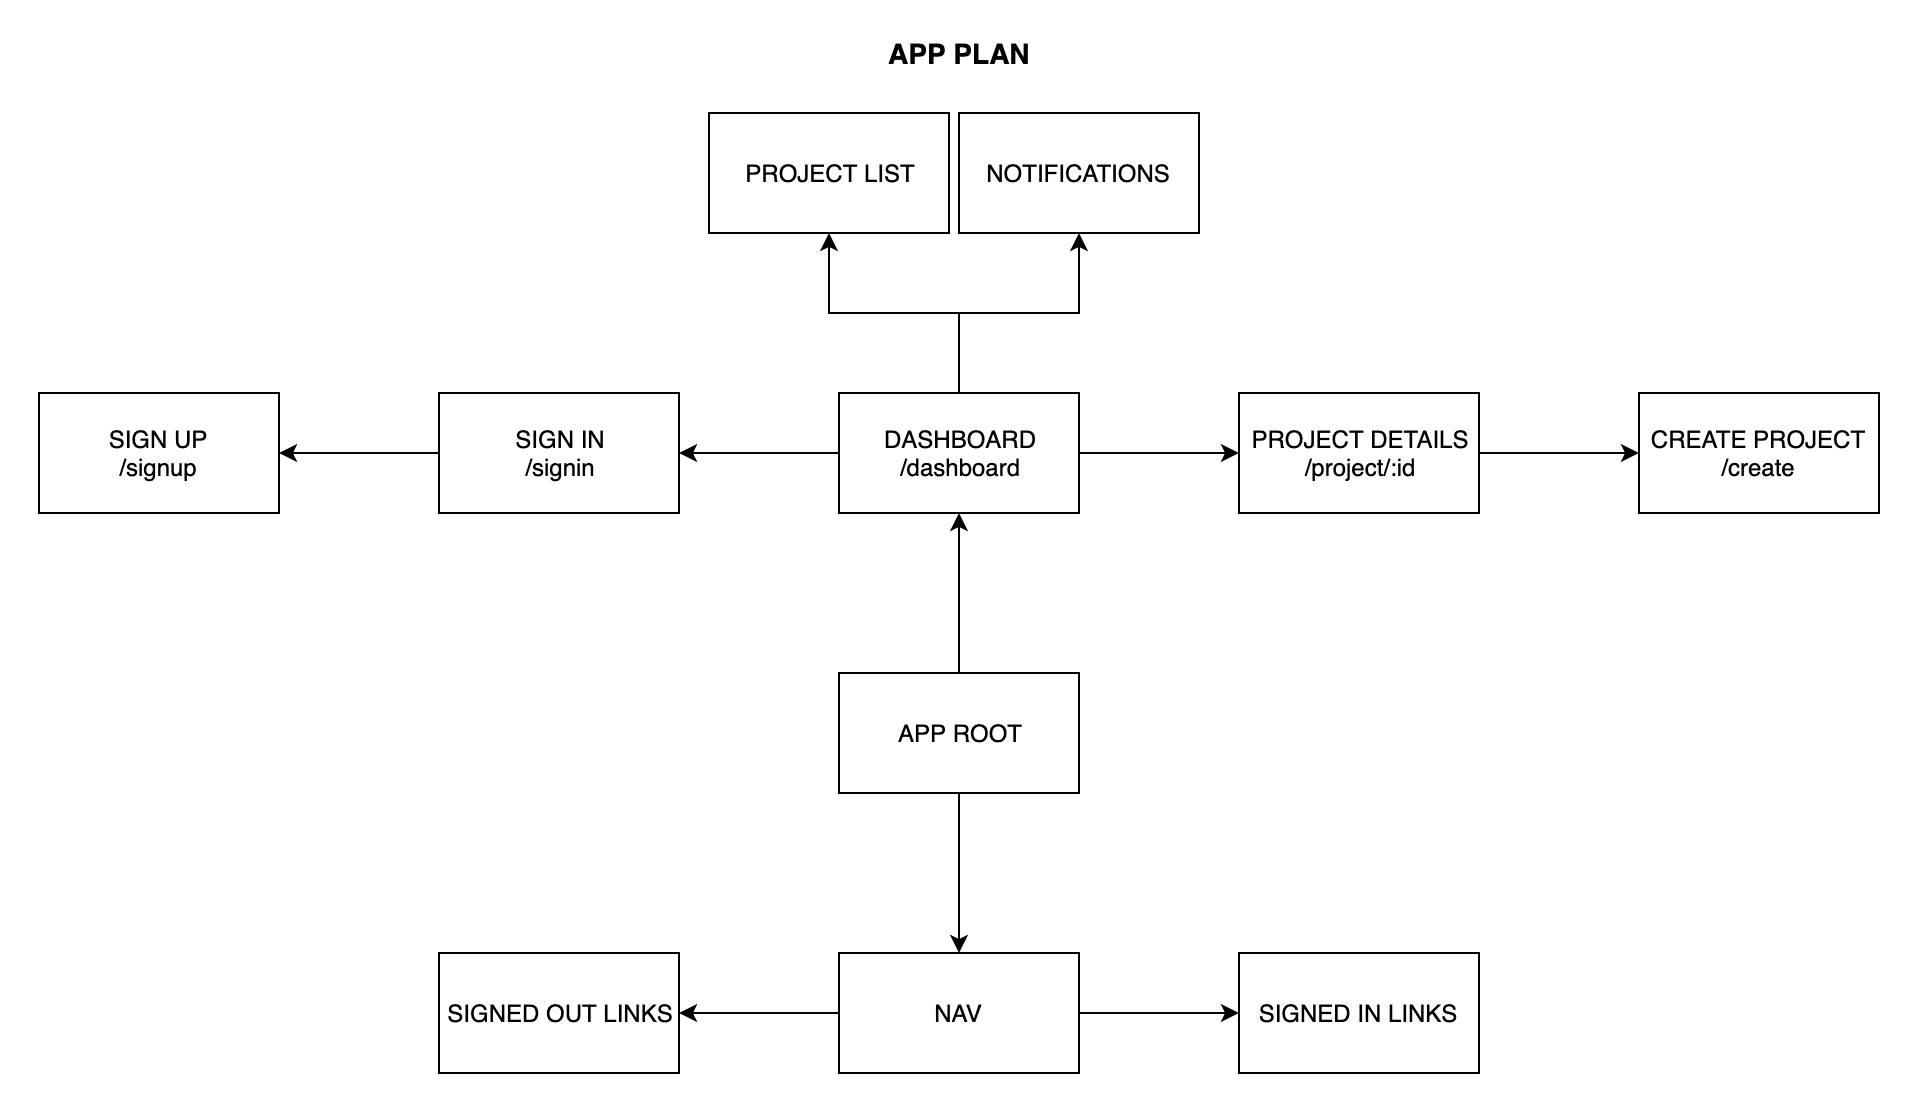 APP PLAN
PROJECT LIST
NOTIFICATIONS
SIGN UP
/signup
SIGN IN
/signin
DASHBOARD
/dashboard
PROJECT DETAILS
/project/:id
CREATE PROJECT
/create
APP ROOT
SIGNED OUT LINKS
NAV
SIGNED IN LINKS